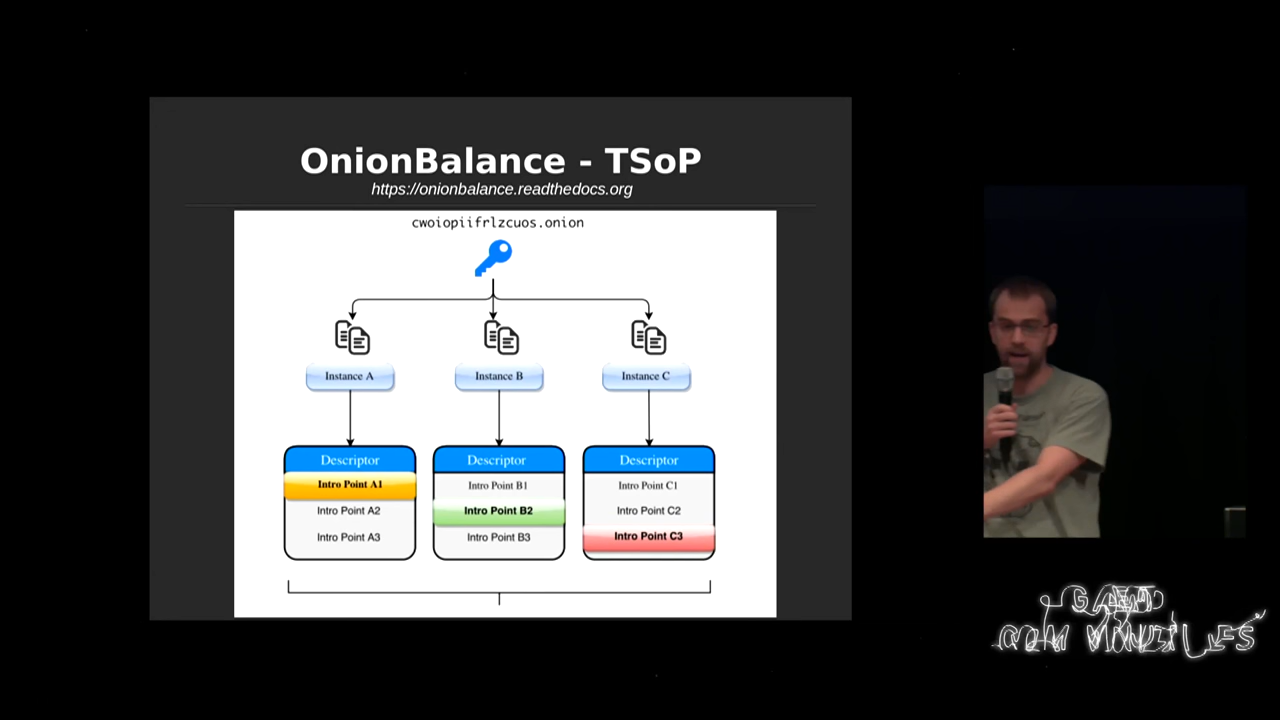 OnionBalance - TSoP
https://onionbalance.readthedocs.org
cwoiopiifrlzcuos.onion
Instance A
Instance B
Instance C
Descriptor
Intro Point A1
Intro Point A2
Intro Point A3
Descriptor
Intro Point B1
Intro Point B2
Intro Point B3
Descriptor
Intro Point C1
Intro Point C2
Intro Point C3